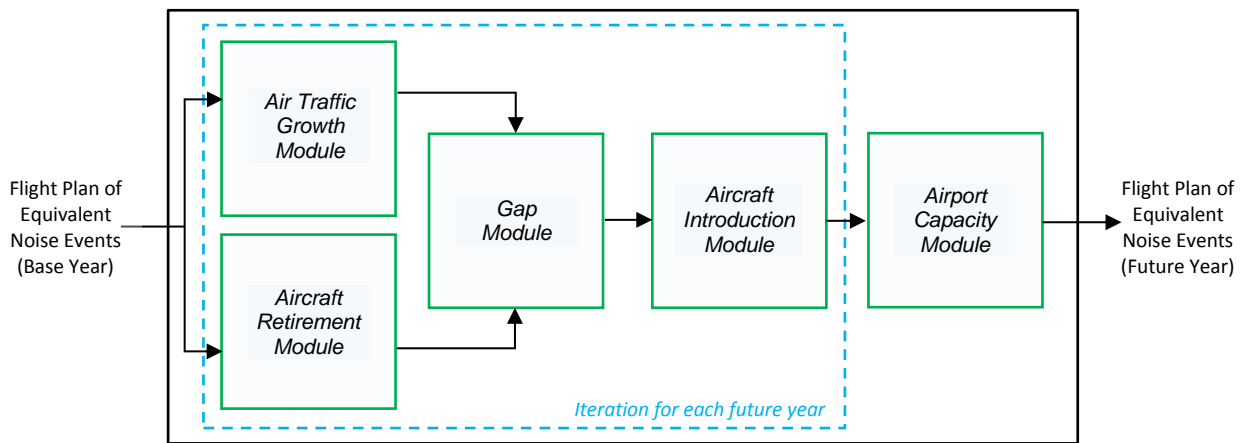 Flight Plan of
Equivalent
Noise Events
(Base Year)
Air Traffic
Growth
Module
Aircraft
Retirement
Module
Gap
Module
Aircraft
Introduction
Module
Airport
Capacity
Module
Flight Plan of
Equivalent
Noise Events
(Future Year)
Iteration for each future year